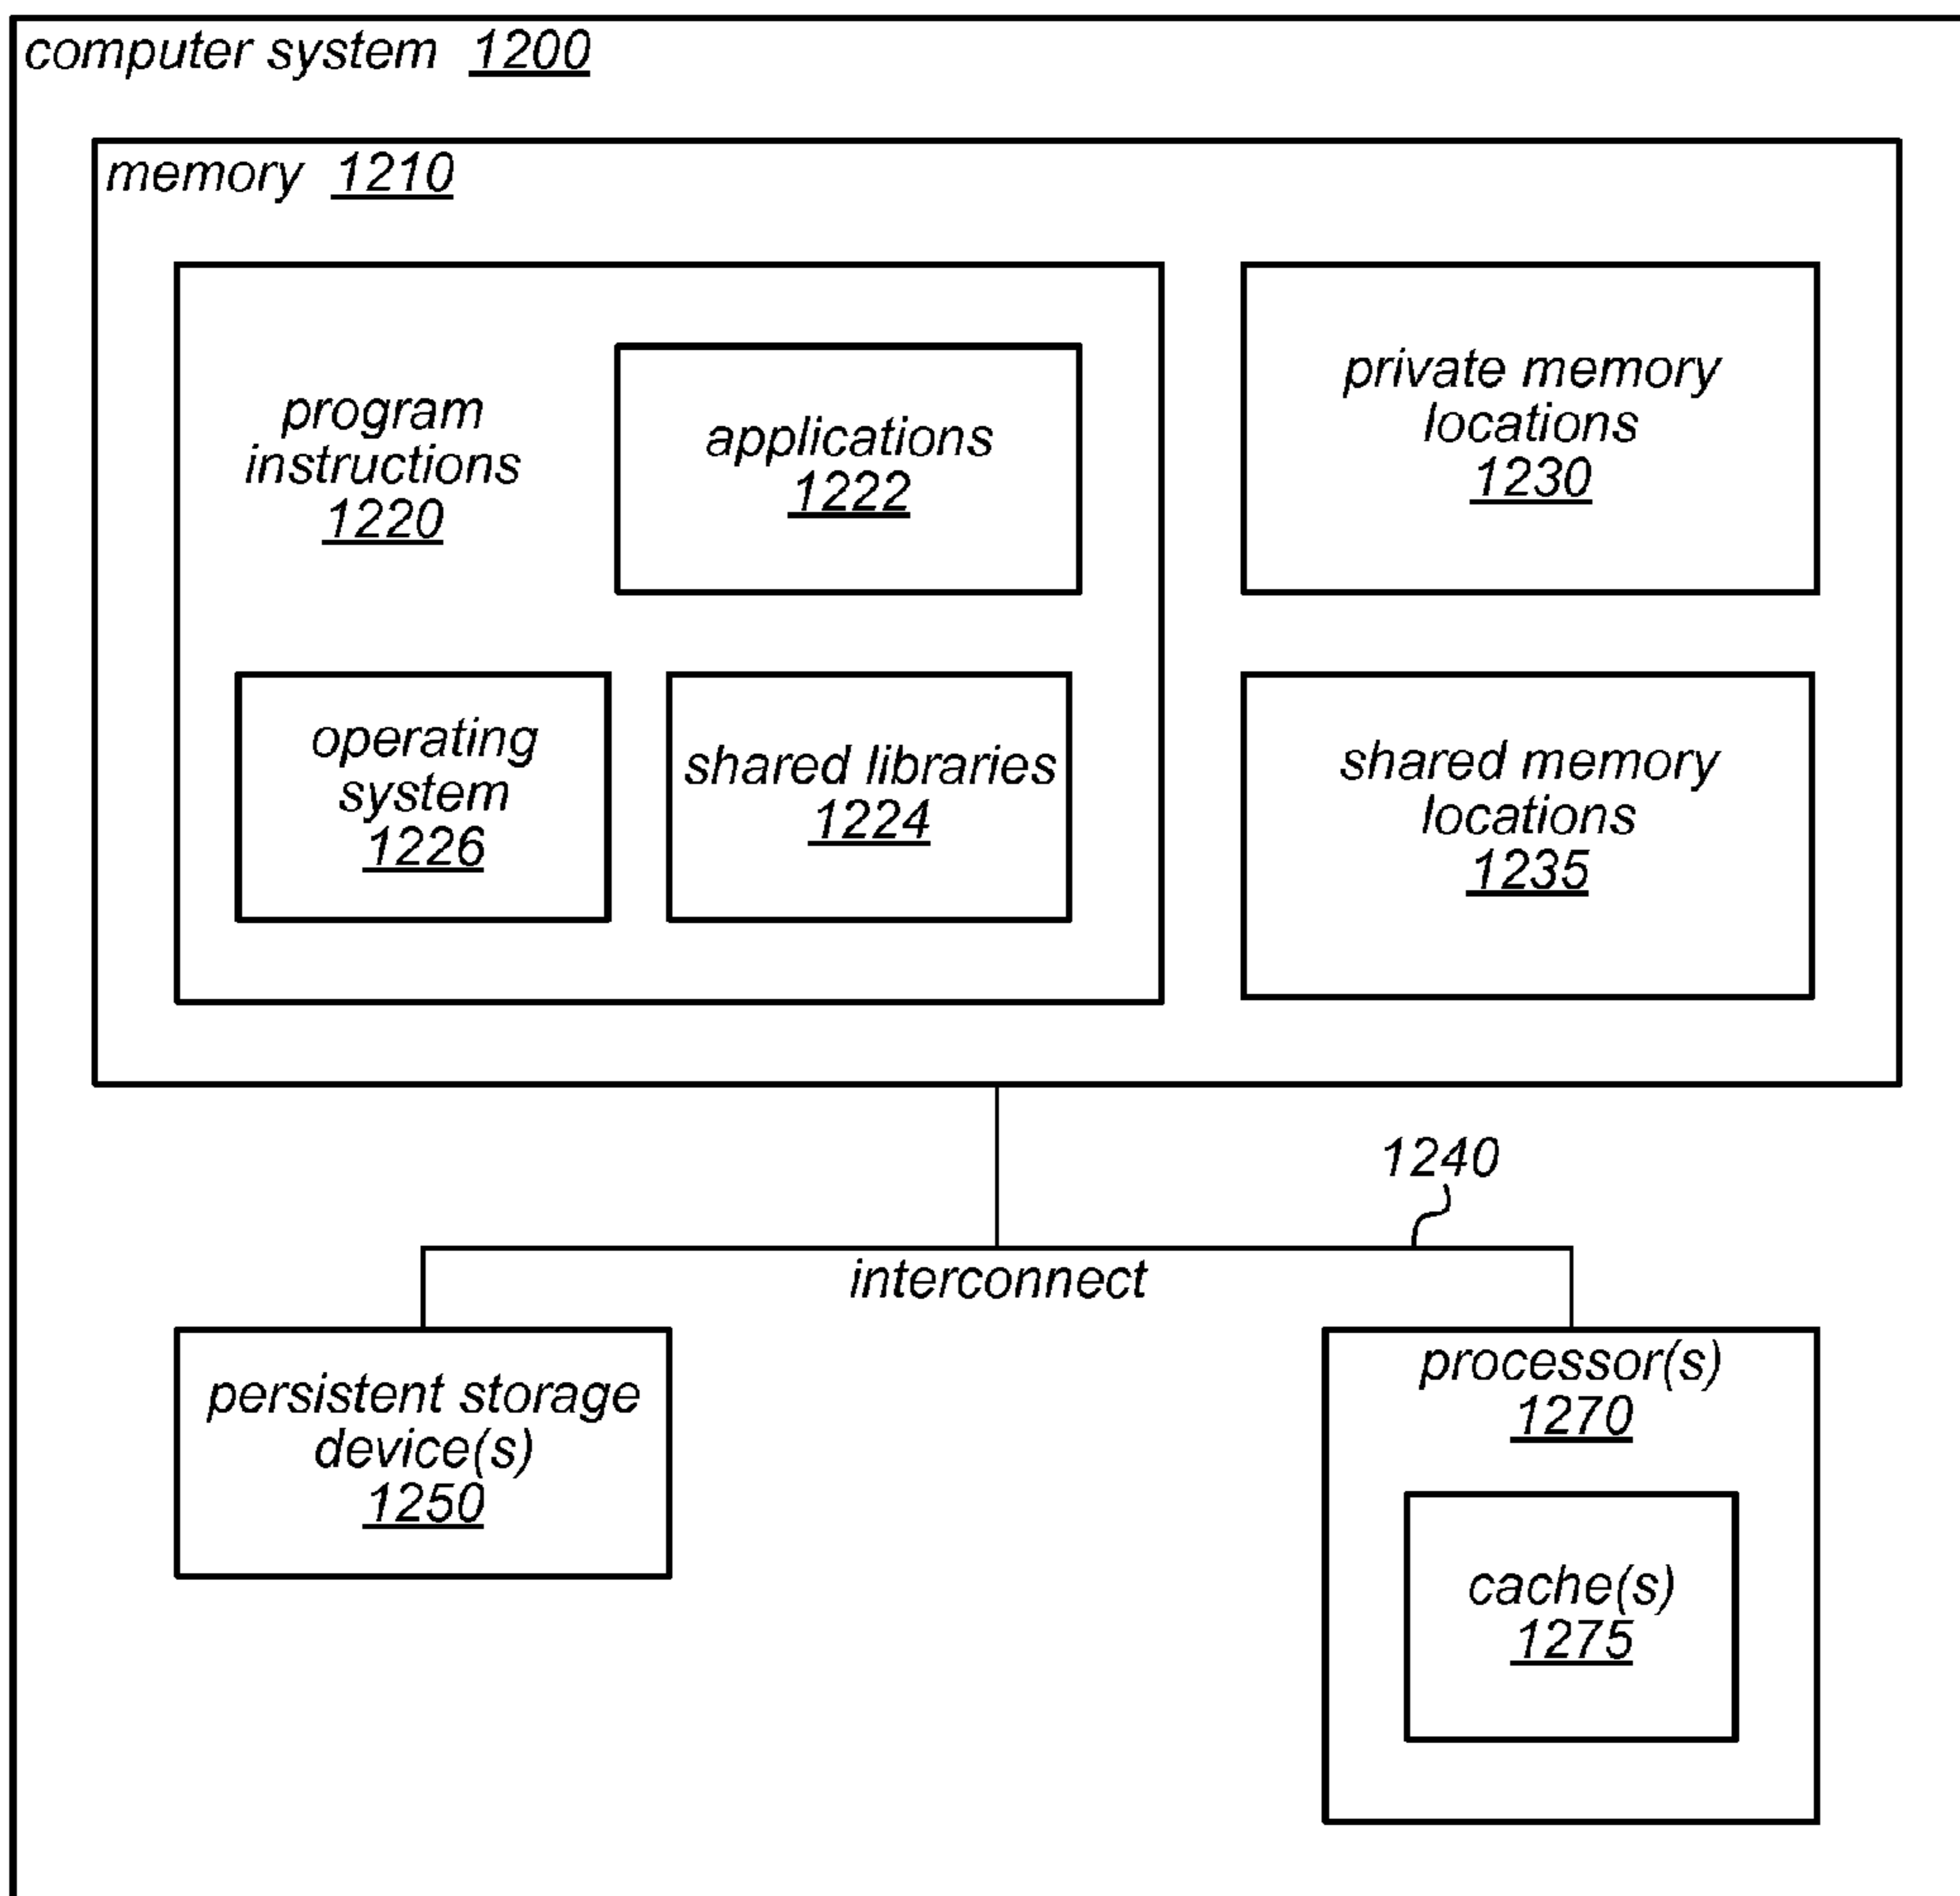 computer system 1200
memory 1210
program
instructions
1220
applications
1222
private memory
locations
1230
operating
system
1226
shared libraries
1224
shared memory
locations
1235
1240
interconnect
persistent storage
device(s)
1250
processor(s)
1270
cache(s)
1275